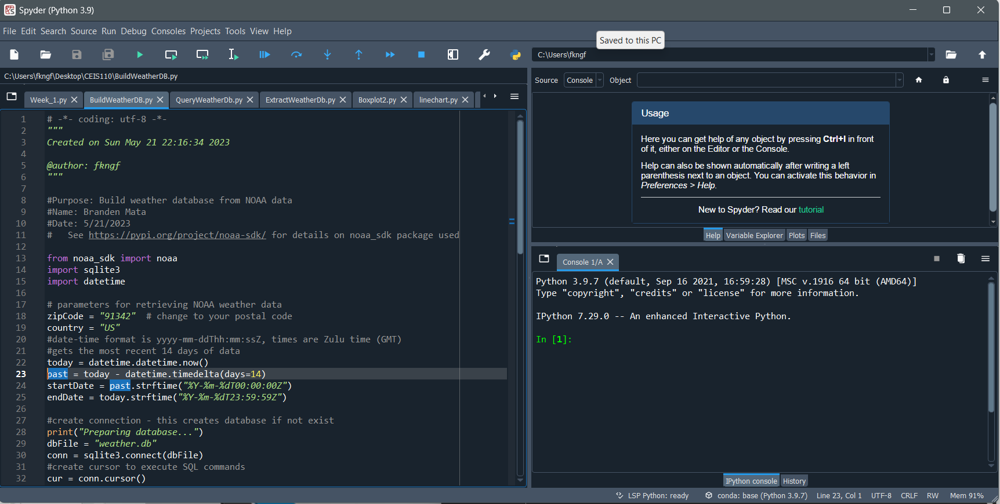 Spyder (Python 3.9)
File Edit Search Source Run Debug Consoles Projects Tools View Help
Saved to this PC
C:\Users\fkngf
C:\Users\fkngf\Desktop\CEIS110\BuildWeatherDB.py
Source Console Object
Week_1.py BuildWeatherDB.py QueryWeatherDb.py ExtractWeatherDb.py Boxplot2.py linechart.py
1 # -*- coding: utf-8 -*-
2 """
3 Created on Sun May 21 22:16:34 2023
4
5 @author: fkngf
6 """
7
8 #Purpose: Build weather database from NOAA data
9 #Name: Branden Mata
10 #Date: 5/21/2023
11 #   See https://pypi.org/project/noaa-sdk/ for details on noaa_sdk package used
12
13 from noaa_sdk import noaa
14 import sqlite3
15 import datetime
16
17 # parameters for retrieving NOAA weather data
18 zipCode = "91342"  # change to your postal code
19 country = "US"
20 #date-time format is yyyy-mm-ddThh:mm:ssZ, times are Zulu time (GMT)
21 #gets the most recent 14 days of data
22 today = datetime.datetime.now()
23 past = today - datetime.timedelta(days=14)
24 startDate = past.strftime("%Y-%m-%dT00:00:00Z")
25 endDate = today.strftime("%Y-%m-%dT23:59:59Z")
26
27 #create connection - this creates database if not exist
28 print("Preparing database...")
29 dbFile = "weather.db"
30 conn = sqlite3.connect(dbFile)
31 #create cursor to execute SQL commands
32 cur = conn.cursor()
Usage
Here you can get help of any object by pressing Ctrl+I in front
of it, either on the Editor or the Console.
Help can also be shown automatically after writing a left
parenthesis next to an object. You can activate this behavior in
Preferences > Help.
New to Spyder? Read our tutorial
Help Variable Explorer Plots Files
Console 1/A
Python 3.9.7 (default, Sep 16 2021, 16:59:28) [MSC v.1916 64 bit (AMD64)]
Type "copyright", "credits" or "license" for more information.
IPython 7.29.0 -- An enhanced Interactive Python.
In [1]:
IPython console History
LSP Python: ready conda: base (Python 3.9.7) Line 23, Col 1 UTF-8 CRLF RW Mem 91%